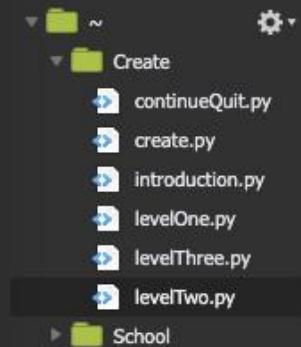 ~
Create
continueQuit.py
create.py
introduction.py
levelOne.py
levelThree.py
levelTwo.py
School